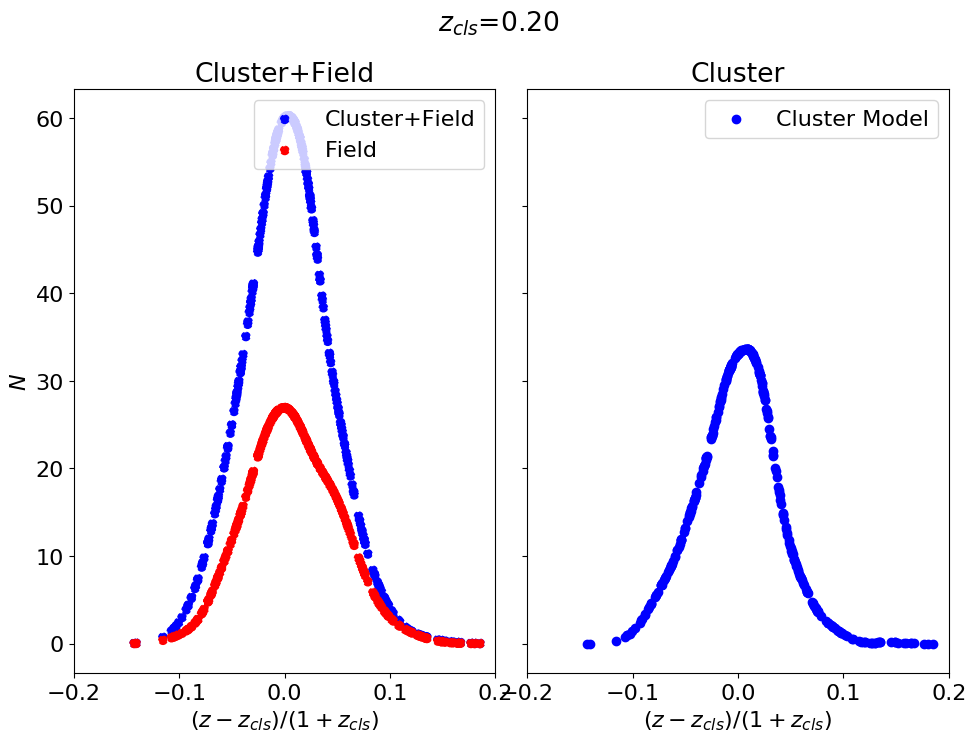 z_cls=0.20
Cluster+Field
Cluster
Cluster+Field
Field
Cluster Model
N
60
50
40
30
20
10
0
−0.2 −0.1 0.0 0.1 0.2
−0.2 −0.1 0.0 0.1 0.2
(z − z_cls)/(1 + z_cls)
(z − z_cls)/(1 + z_cls)